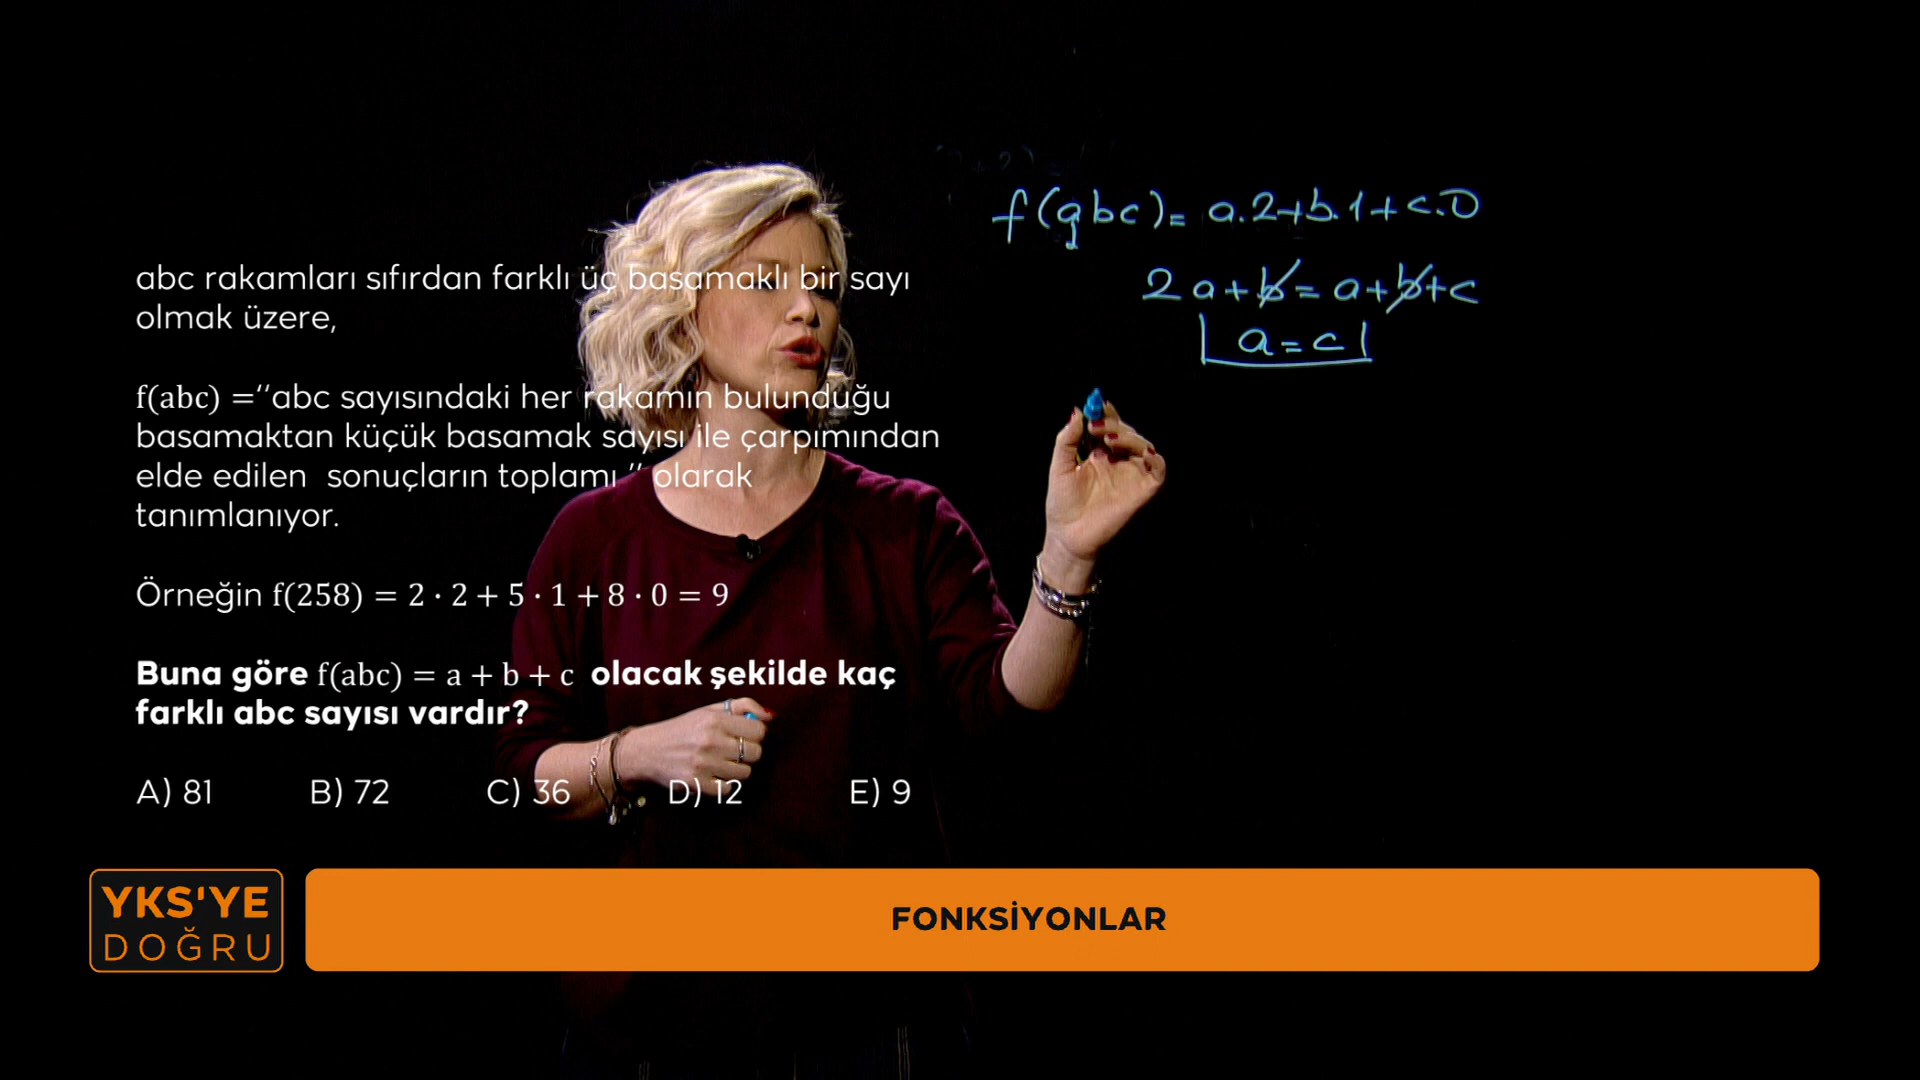 abc rakamları sıfırdan farklı üç basamaklı bir sayı
olmak üzere,
f(abc) =“abc sayısındaki her rakamın bulunduğu
basamaktan küçük basamak sayısı ile çarpımından
elde edilen sonuçların toplamı ” olarak
tanımlanıyor.
Örneğin f(258) = 2 · 2 + 5 · 1 + 8 · 0 = 9
Buna göre f(abc) = a + b + c olacak şekilde kaç
farklı abc sayısı vardır?
A) 81 B) 72 C) 36 D) 12 E) 9
f(abc)= a.2+b.1+c.0
2a+b=a+b+c
a=c
YKS'YE
DOĞRU
FONKSİYONLAR